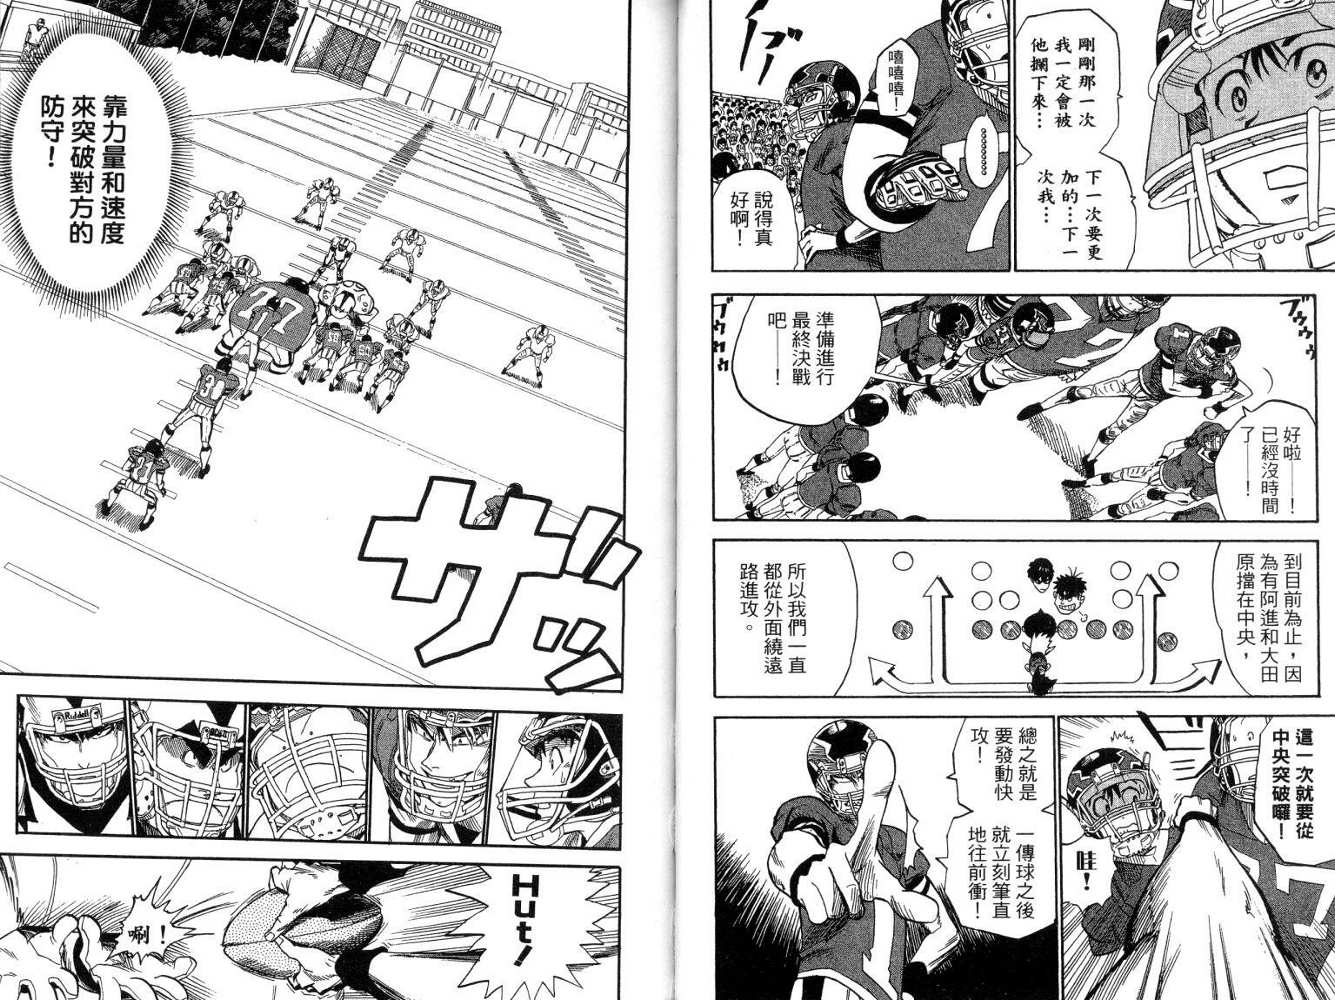 剛剛那一次
我一定會被
他攔下來…
下一次要更
加的…下一
次我…
嘻嘻嘻！
…………
說得真
好啊！
好啦——！
已經沒時間
了——！
準備進行
最終決戰
吧——！
到目前為止，因
為有阿進和大田
原擋在中央，
所以我們一直
都從外面繞遠
路進攻。
這一次就要從
中央突破囉！
哇！
總之就是
要發動快
攻！
一傳球之後
就立刻筆直
地往前衝！
靠力量和速度
來突破對方的
防守！
77
3
ザッ
Riddell
Hut!
唰！